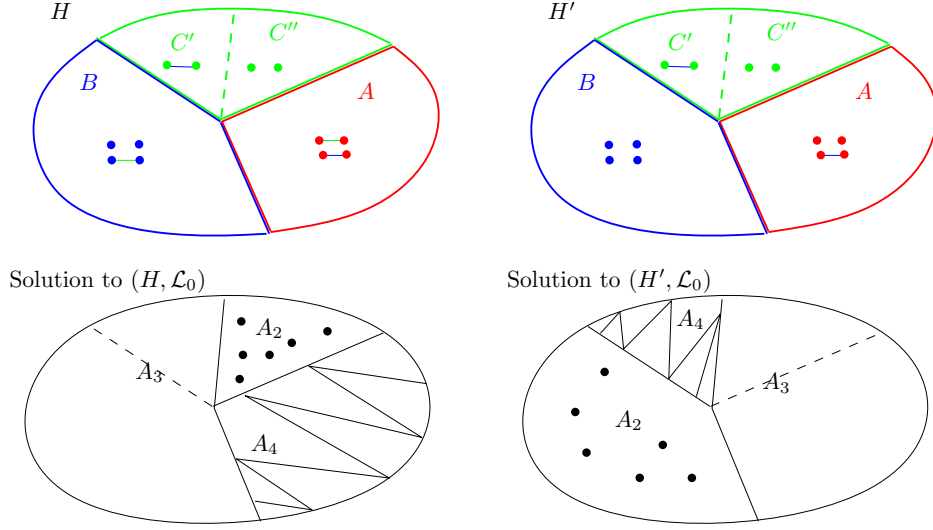 H
C′
C″
B
A
H′
C′
C″
B
A
Solution to (H, ℒ₀)
A₂
A₃
A₄
Solution to (H′, ℒ₀)
A₄
A₃
A₂